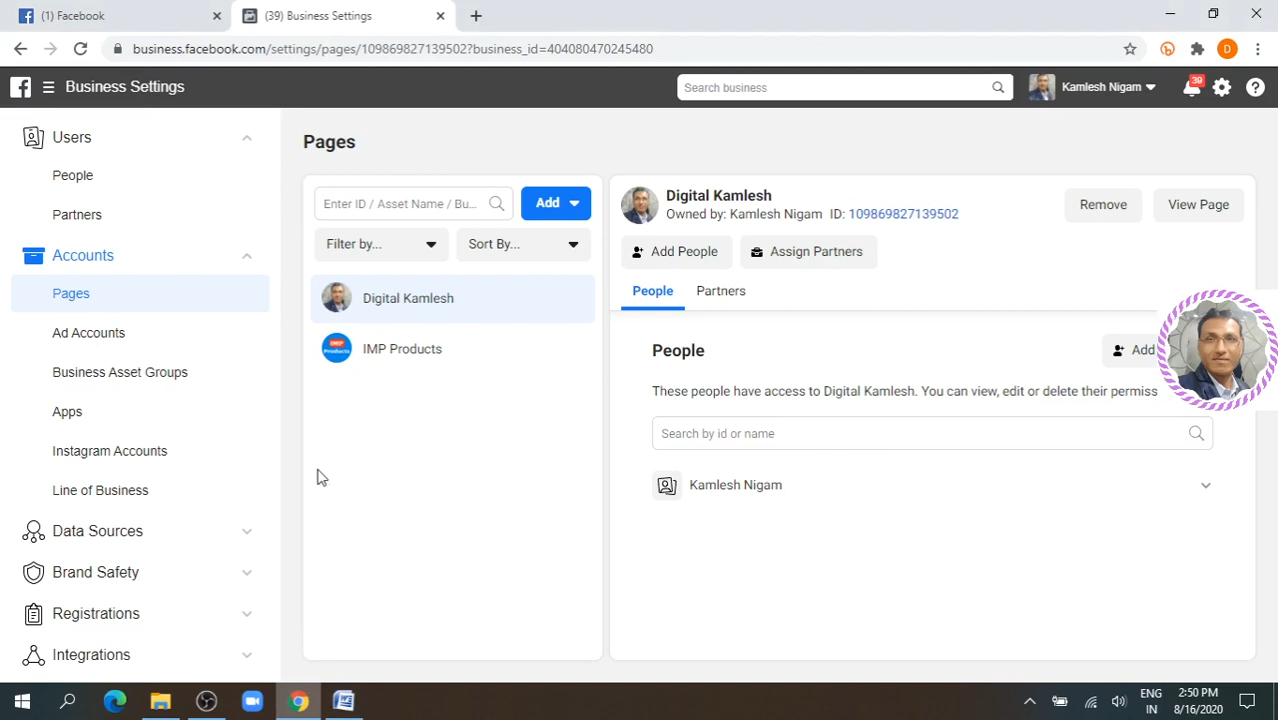 (1) Facebook
(39) Business Settings
business.facebook.com/settings/pages/109869827139502?business_id=404080470245480
D
Business Settings
Search business
Kamlesh Nigam
39
Users
People
Partners
Accounts
Pages
Ad Accounts
Business Asset Groups
Apps
Instagram Accounts
Line of Business
Data Sources
Brand Safety
Registrations
Integrations
Pages
Enter ID / Asset Name / Bu...
Add
Filter by...
Sort By...
Digital Kamlesh
IMP Products
IMP Products
Digital Kamlesh
Owned by: Kamlesh Nigam ID: 109869827139502
Remove
View Page
Add People
Assign Partners
People
Partners
People
Add
These people have access to Digital Kamlesh. You can view, edit or delete their permiss
Search by id or name
Kamlesh Nigam
ENG
IN
2:50 PM
8/16/2020